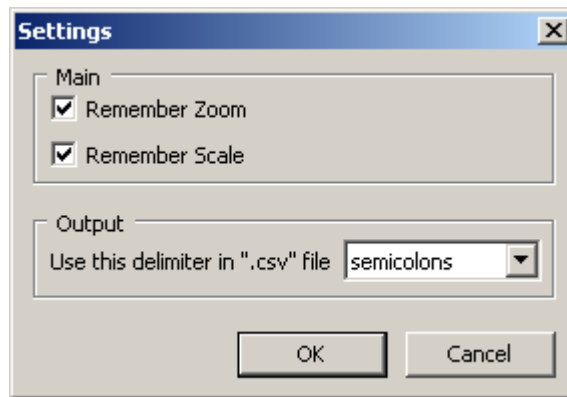 Settings
Main
Remember Zoom
Remember Scale
Output
Use this delimiter in ".csv" file semicolons
OK Cancel